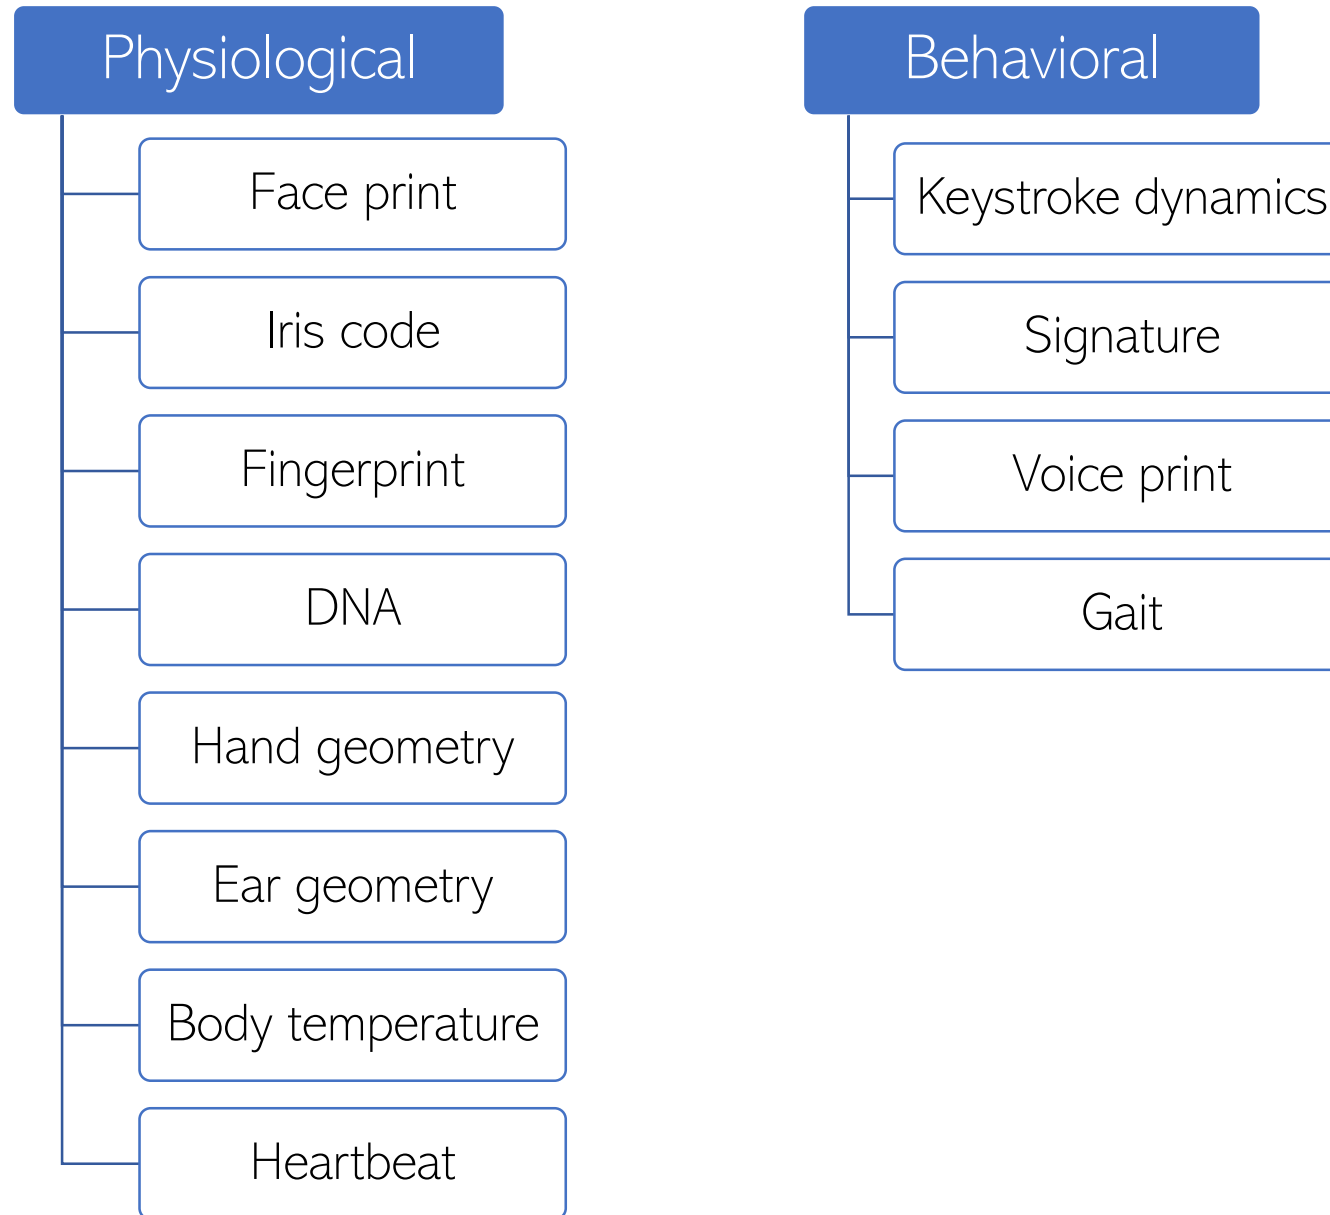 Physiological
Face print
Iris code
Fingerprint
DNA
Hand geometry
Ear geometry
Body temperature
Heartbeat
Behavioral
Keystroke dynamics
Signature
Voice print
Gait